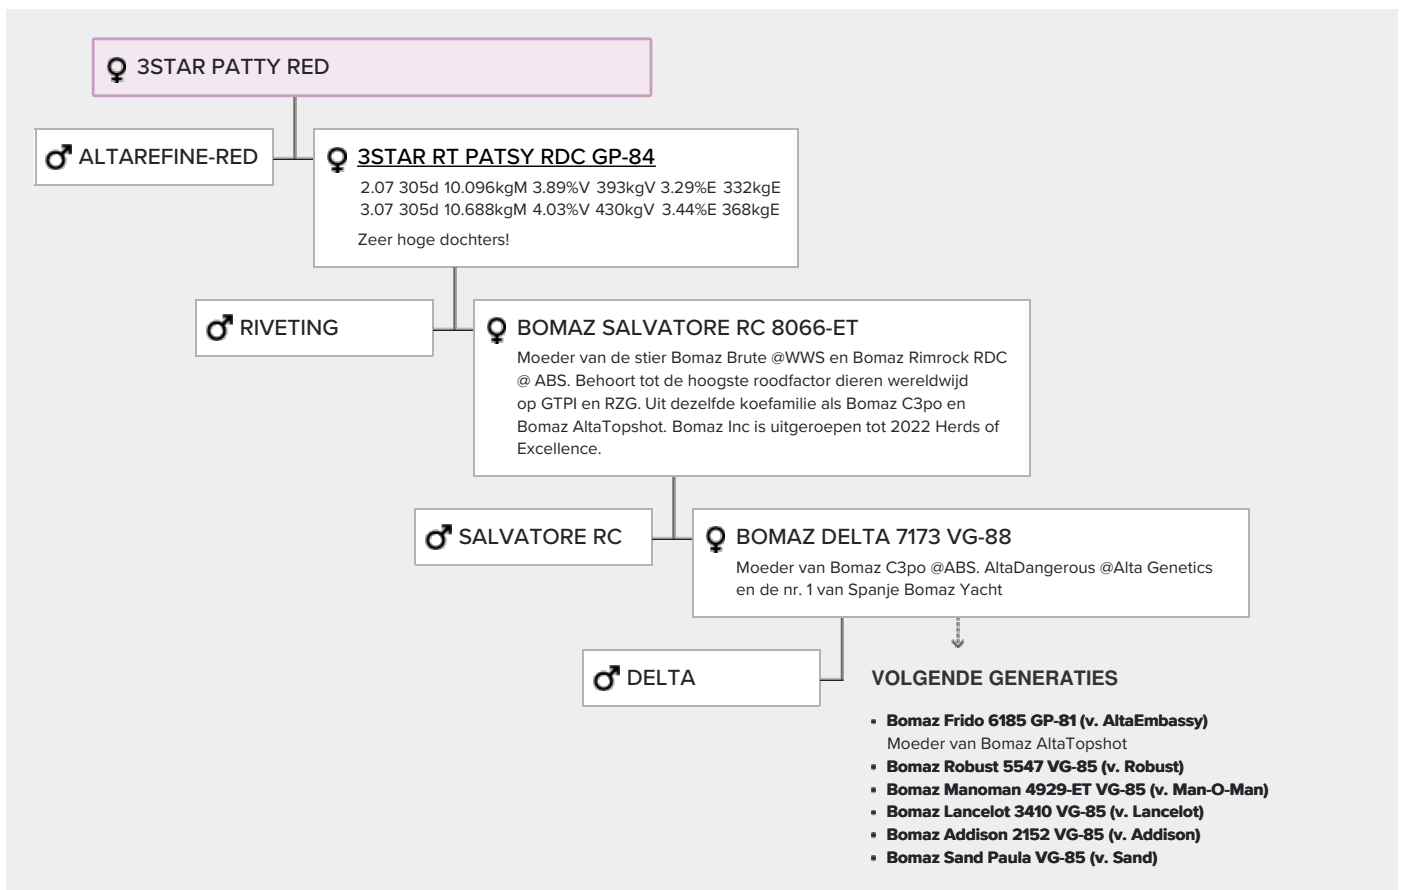 3STAR PATTY RED
ALTAREFINE-RED
3STAR RT PATSY RDC GP-84
2.07 305d 10.096kgM 3.89%V 393kgV 3.29%E 332kgE
3.07 305d 10.688kgM 4.03%V 430kgV 3.44%E 368kgE
Zeer hoge dochters!
RIVETING
BOMAZ SALVATORE RC 8066-ET
Moeder van de stier Bomaz Brute @WWS en Bomaz Rimrock RDC
@ ABS. Behoort tot de hoogste roodfactor dieren wereldwijd
op GTPI en RZG. Uit dezelfde koefamilie als Bomaz C3po en
Bomaz AltaTopshot. Bomaz Inc is uitgeroepen tot 2022 Herds of
Excellence.
SALVATORE RC
BOMAZ DELTA 7173 VG-88
Moeder van Bomaz C3po @ABS. AltaDangerous @Alta Genetics
en de nr. 1 van Spanje Bomaz Yacht
DELTA
VOLGENDE GENERATIES
• Bomaz Frido 6185 GP-81 (v. AltaEmbassy)
Moeder van Bomaz AltaTopshot
• Bomaz Robust 5547 VG-85 (v. Robust)
• Bomaz Manoman 4929-ET VG-85 (v. Man-O-Man)
• Bomaz Lancelot 3410 VG-85 (v. Lancelot)
• Bomaz Addison 2152 VG-85 (v. Addison)
• Bomaz Sand Paula VG-85 (v. Sand)